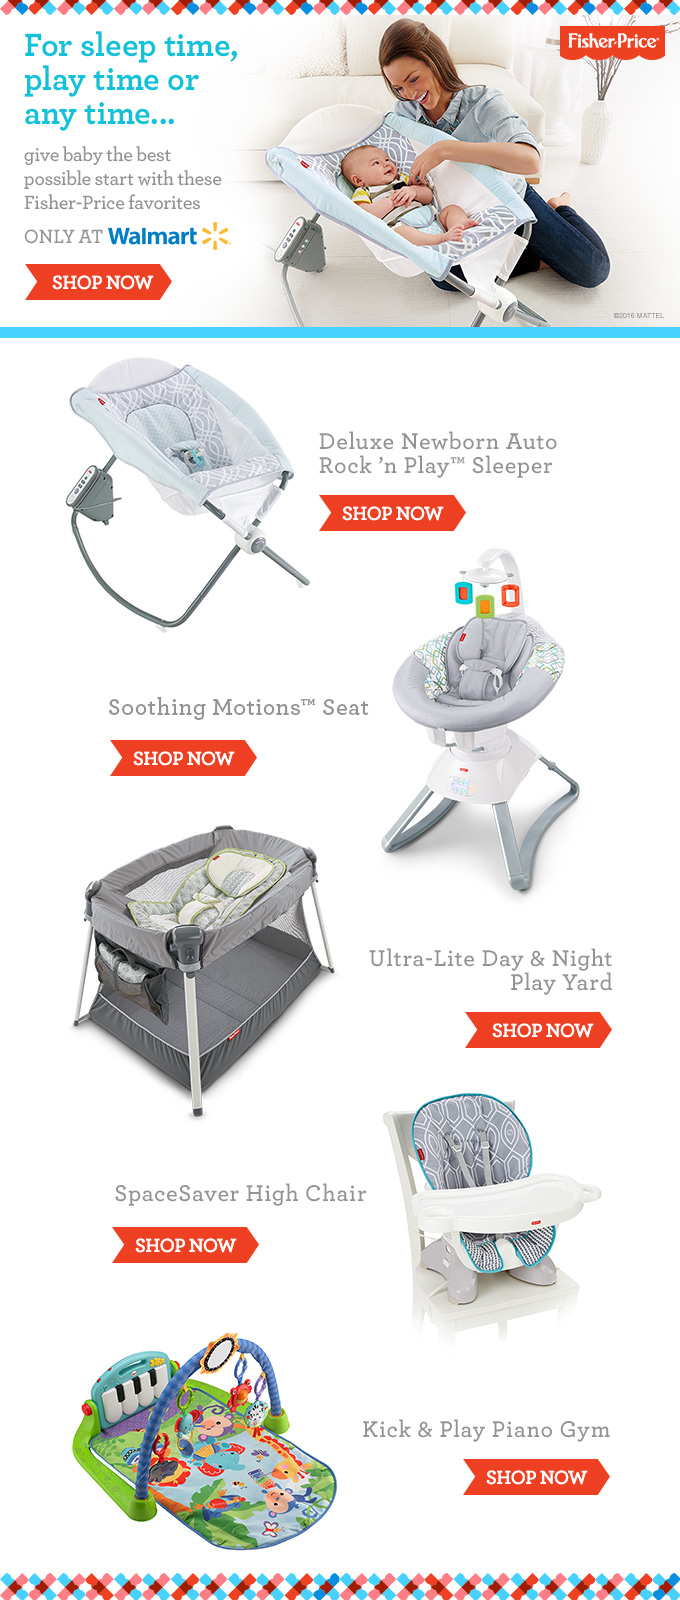 For sleep time,
play time or
any time...
Fisher-Price®
give baby the best
possible start with these
Fisher-Price favorites
ONLY AT Walmart
SHOP NOW
©2016 MATTEL
Deluxe Newborn Auto
Rock ’n Play™ Sleeper
SHOP NOW
Soothing Motions™ Seat
SHOP NOW
Ultra-Lite Day & Night
Play Yard
SHOP NOW
SpaceSaver High Chair
SHOP NOW
Kick & Play Piano Gym
SHOP NOW